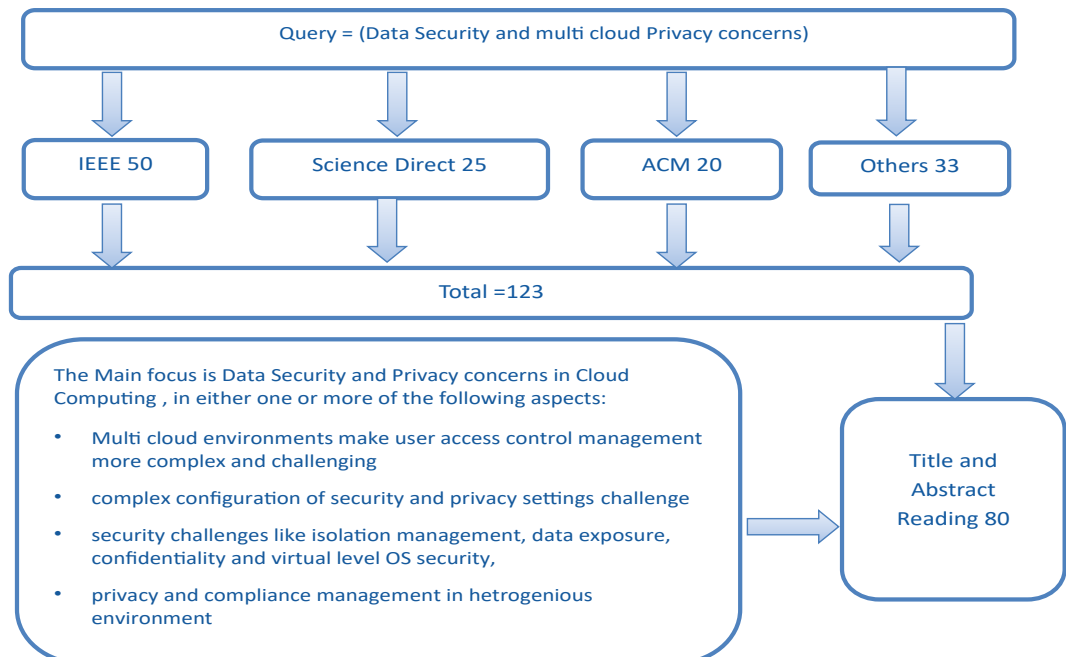 Query = (Data Security and multi cloud Privacy concerns)
IEEE 50
Science Direct 25
ACM 20
Others 33
Total =123
The Main focus is Data Security and Privacy concerns in Cloud
Computing , in either one or more of the following aspects:
• Multi cloud environments make user access control management
more complex and challenging
• complex configuration of security and privacy settings challenge
• security challenges like isolation management, data exposure,
confidentiality and virtual level OS security,
• privacy and compliance management in hetrogenious
environment
Title and
Abstract
Reading 80